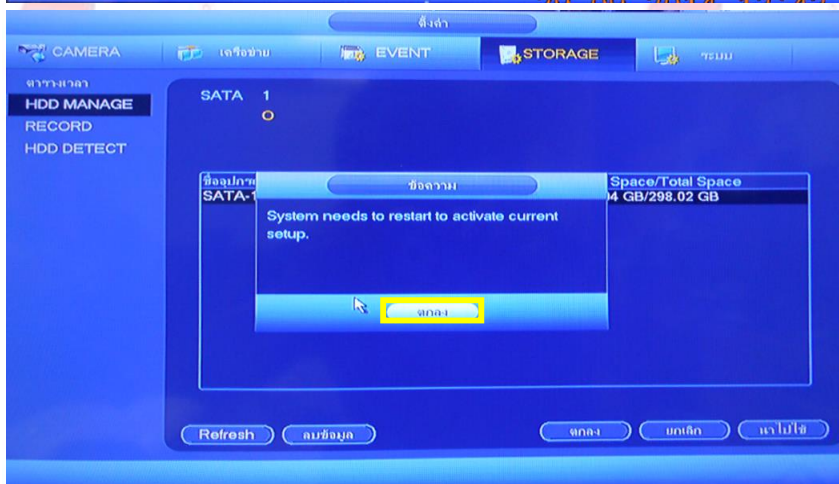 ตั้งค่า
CAMERA
เครือข่าย
EVENT
STORAGE
ระบบ
ตารางเวลา
HDD MANAGE
RECORD
HDD DETECT
SATA 1
ชื่ออุปกร
Space/Total Space
SATA-1
4 GB/298.02 GB
ข้อความ
System needs to restart to activate current
setup.
ตกลง
Refresh
ลบข้อมูล
ตกลง
ยกเลิก
นำไปใช้